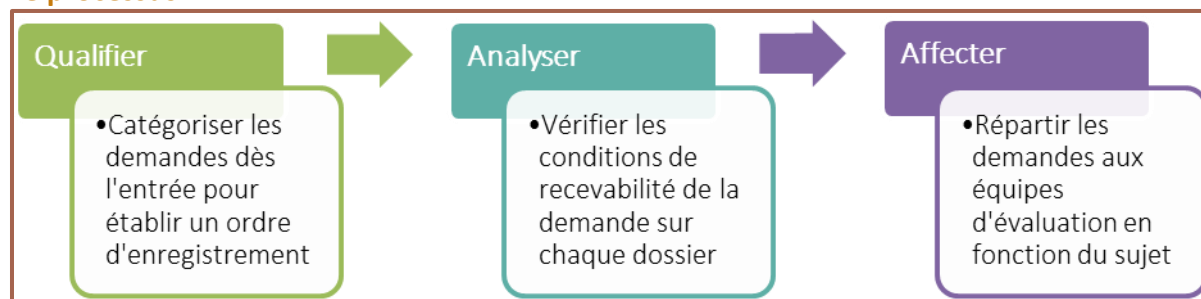 Qualifier
•Catégoriser les
demandes dès
l'entrée pour
établir un ordre
d'enregistrement
Analyser
•Vérifier les
conditions de
recevabilité de la
demande sur
chaque dossier
Affecter
•Répartir les
demandes aux
équipes
d'évaluation en
fonction du sujet